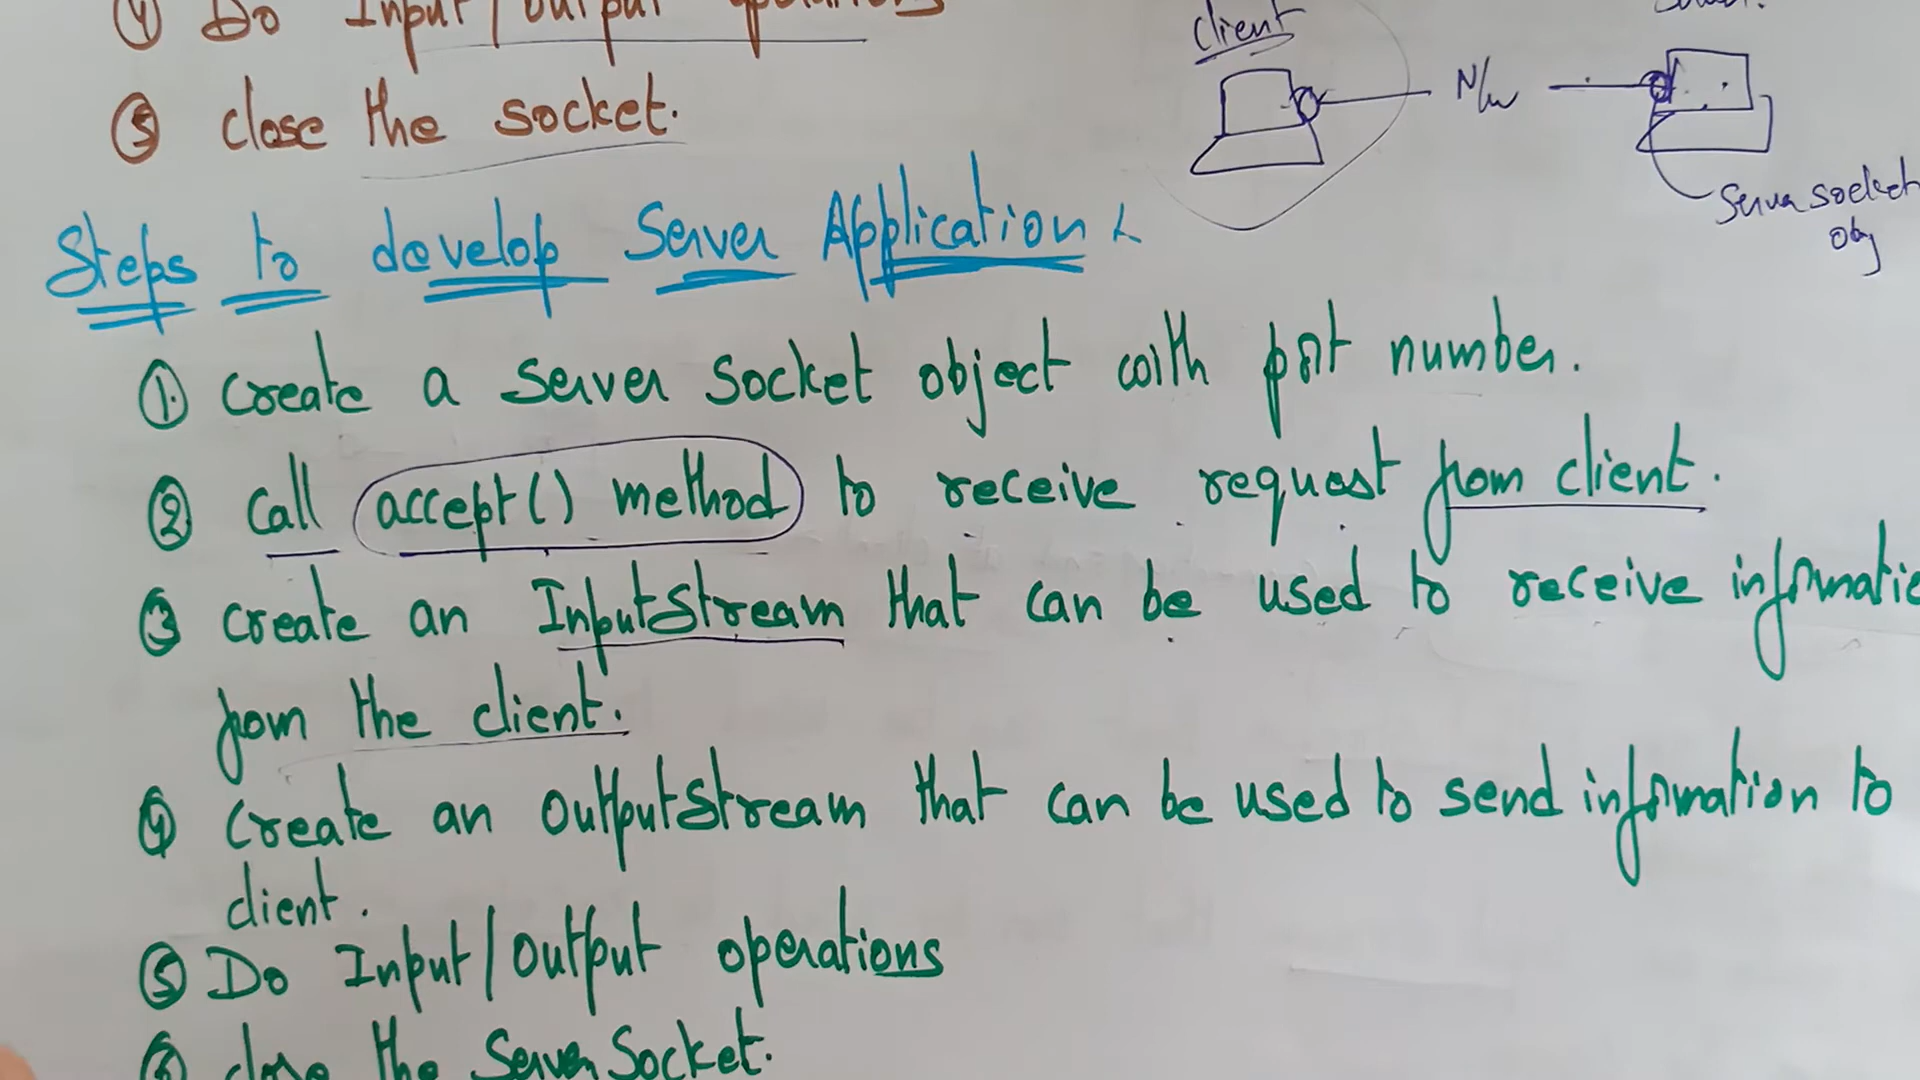 ④ Do Input/Output operations
⑤ close the socket.
client
N/w
Server socket
obj
Steps to develop Server Application :
① create a server socket object with port number.
② call accept() method to receive request from client.
③ create an InputStream that can be used to receive informatio
from the client.
④ create an outputStream that can be used to send information to
client.
⑤ Do Input/Output operations
⑥ close the ServerSocket.